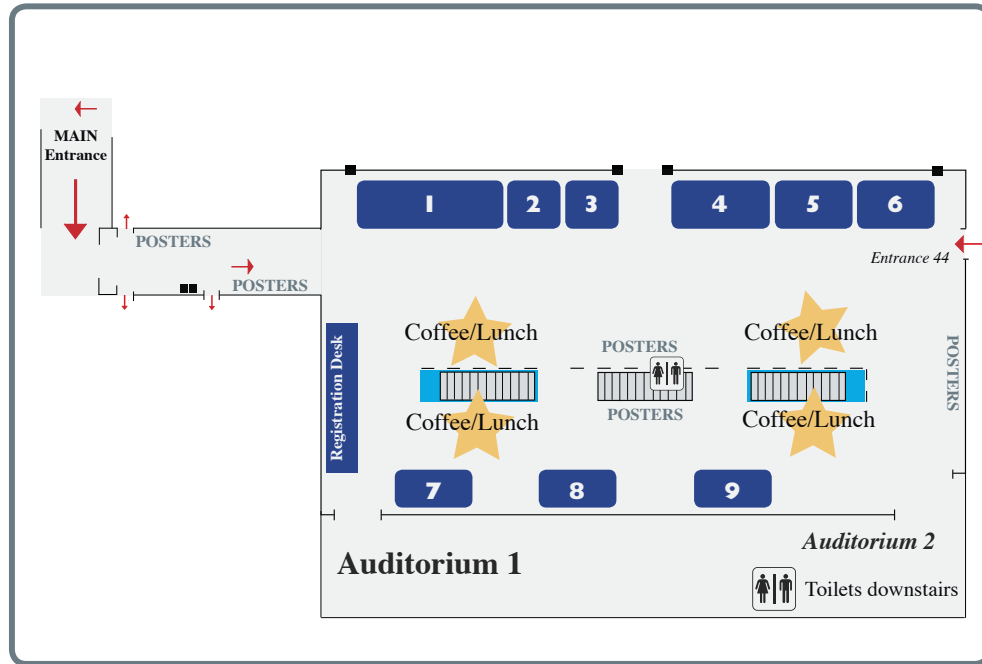 MAIN
Entrance
1 2 3 4 5 6
POSTERS
Entrance 44
POSTERS
Registration Desk
Coffee/Lunch
Coffee/Lunch
POSTERS
POSTERS
POSTERS
Coffee/Lunch
Coffee/Lunch
7 8 9
Auditorium 2
Auditorium 1
Toilets downstairs